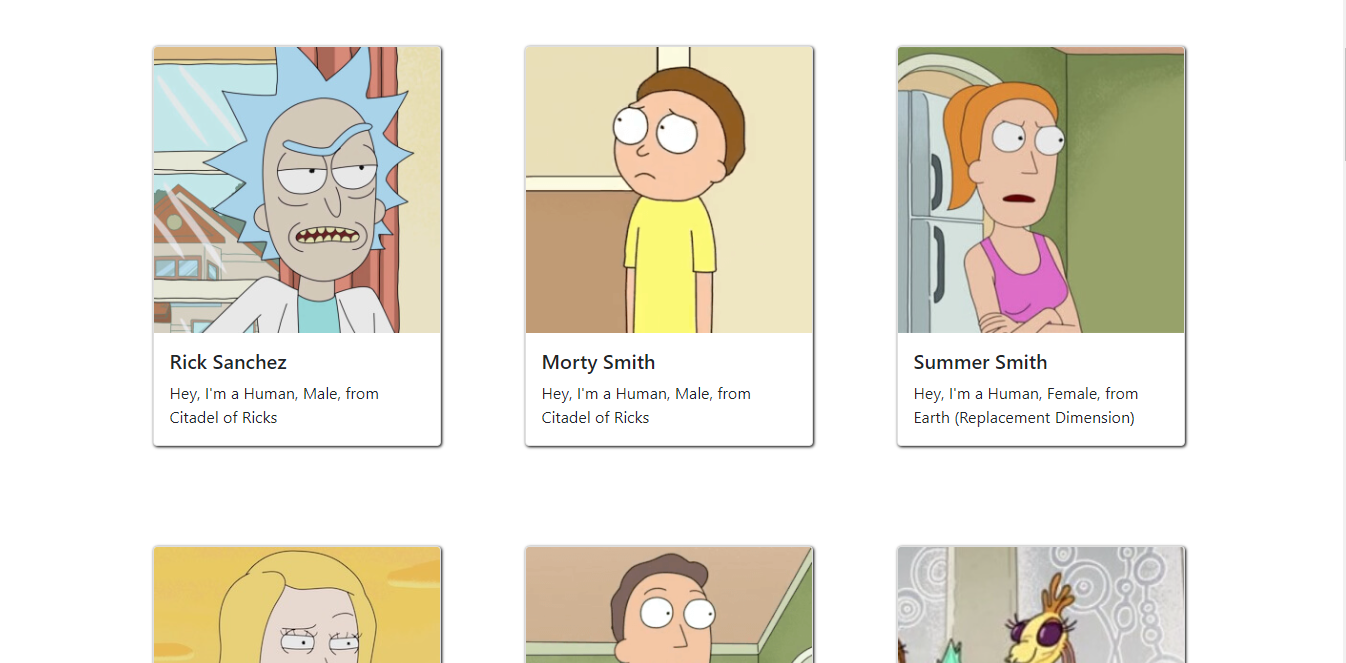 Rick Sanchez
Hey, I'm a Human, Male, from
Citadel of Ricks
Morty Smith
Hey, I'm a Human, Male, from
Citadel of Ricks
Summer Smith
Hey, I'm a Human, Female, from
Earth (Replacement Dimension)